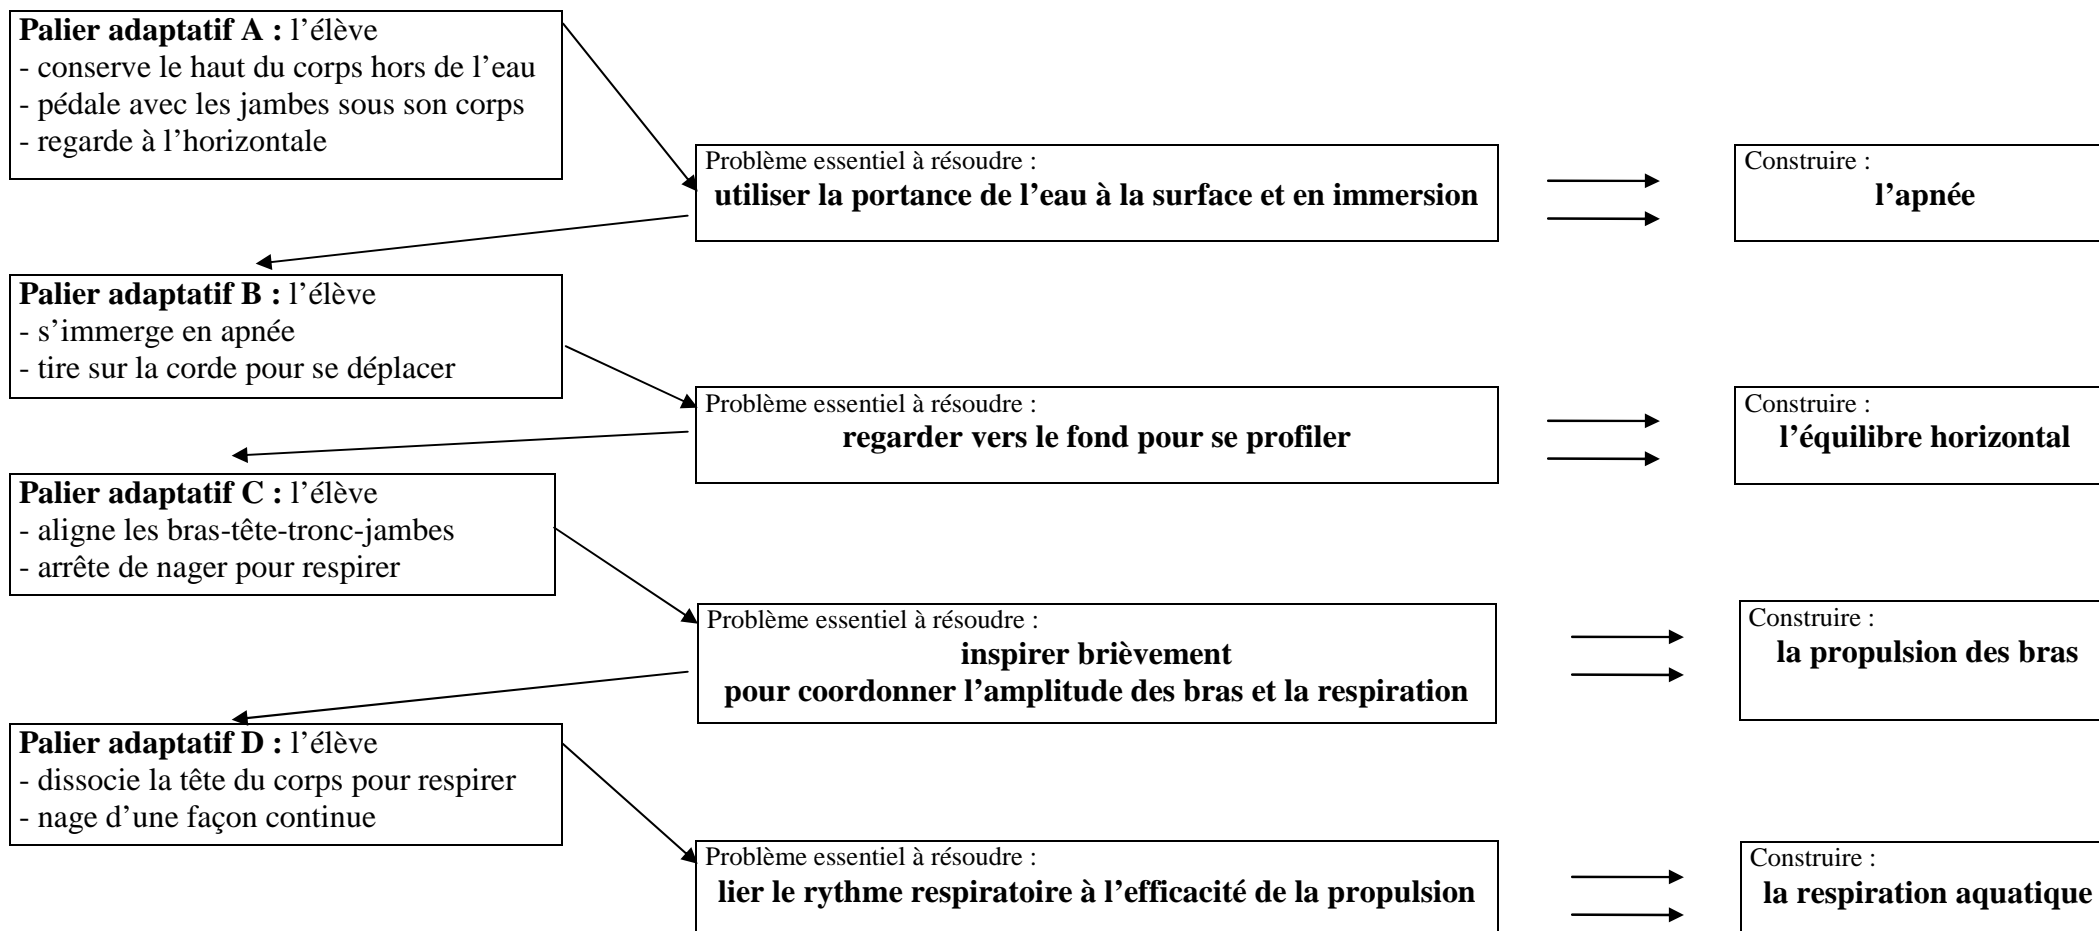 Palier adaptatif A : l’élève
- conserve le haut du corps hors de l’eau
- pédale avec les jambes sous son corps
- regarde à l’horizontale
Problème essentiel à résoudre :
utiliser la portance de l’eau à la surface et en immersion
Construire :
l’apnée
Palier adaptatif B : l’élève
- s’immerge en apnée
- tire sur la corde pour se déplacer
Problème essentiel à résoudre :
regarder vers le fond pour se profiler
Construire :
l’équilibre horizontal
Palier adaptatif C : l’élève
- aligne les bras-tête-tronc-jambes
- arrête de nager pour respirer
Problème essentiel à résoudre :
inspirer brièvement
pour coordonner l’amplitude des bras et la respiration
Construire :
la propulsion des bras
Palier adaptatif D : l’élève
- dissocie la tête du corps pour respirer
- nage d’une façon continue
Problème essentiel à résoudre :
lier le rythme respiratoire à l’efficacité de la propulsion
Construire :
la respiration aquatique